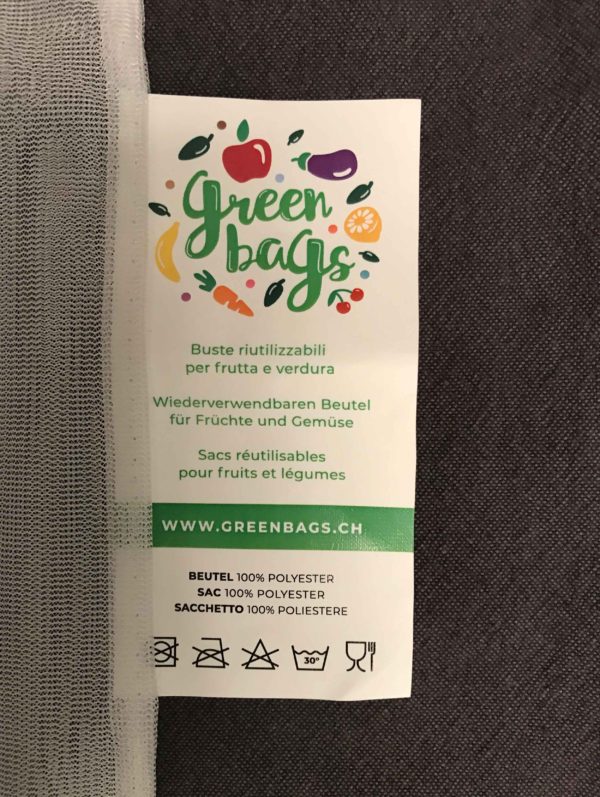 green
bags
Buste riutilizzabili
per frutta e verdura
Wiederverwendbaren Beutel
für Früchte und Gemüse
Sacs réutilisables
pour fruits et légumes
WWW.GREENBAGS.CH
BEUTEL 100% POLYESTER
SAC 100% POLYESTER
SACCHETTO 100% POLIESTERE
30°